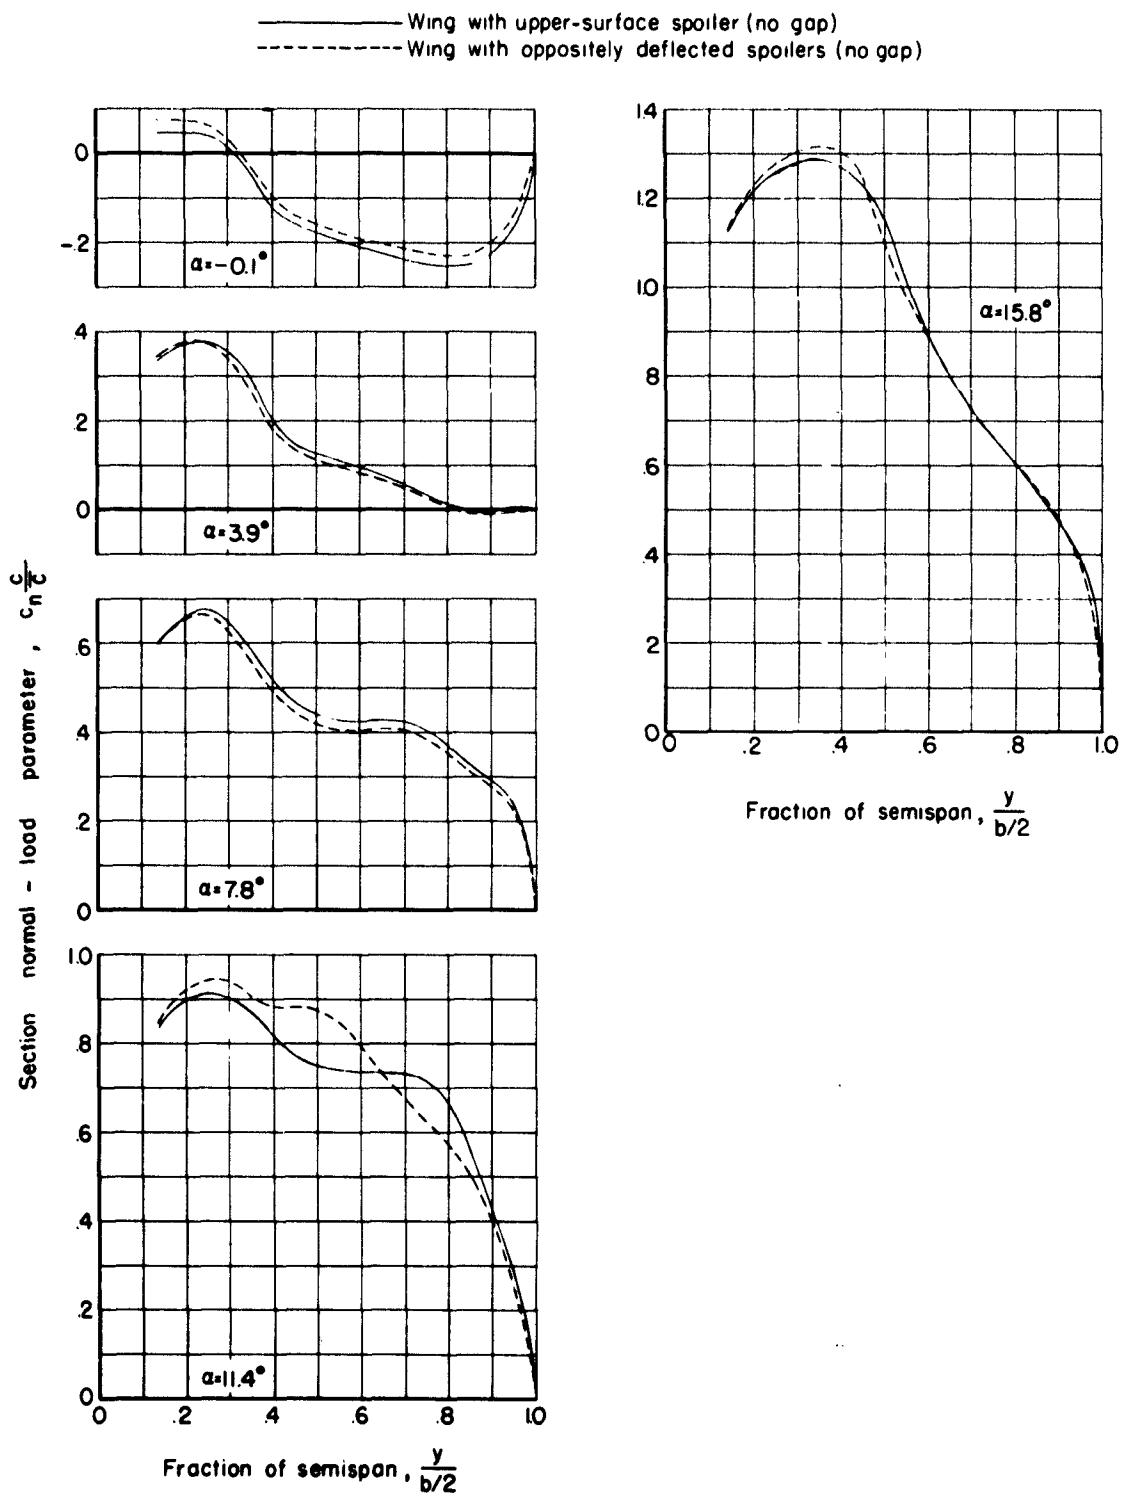 Wing with upper-surface spoiler (no gap)
Wing with oppositely deflected spoilers (no gap)
0
-.2
α=-0.1°
.4
.2
0
α=3.9°
.6
.4
.2
0
α=7.8°
1.0
.8
.6
.4
.2
0
α=11.4°
0 .2 .4 .6 .8 1.0
Fraction of semispan, y
b/2
Section normal-load parameter, cn c
c̄
1.4
1.2
1.0
.8
.6
.4
2
0
α=15.8°
0 .2 .4 .6 .8 1.0
Fraction of semispan, y
b/2